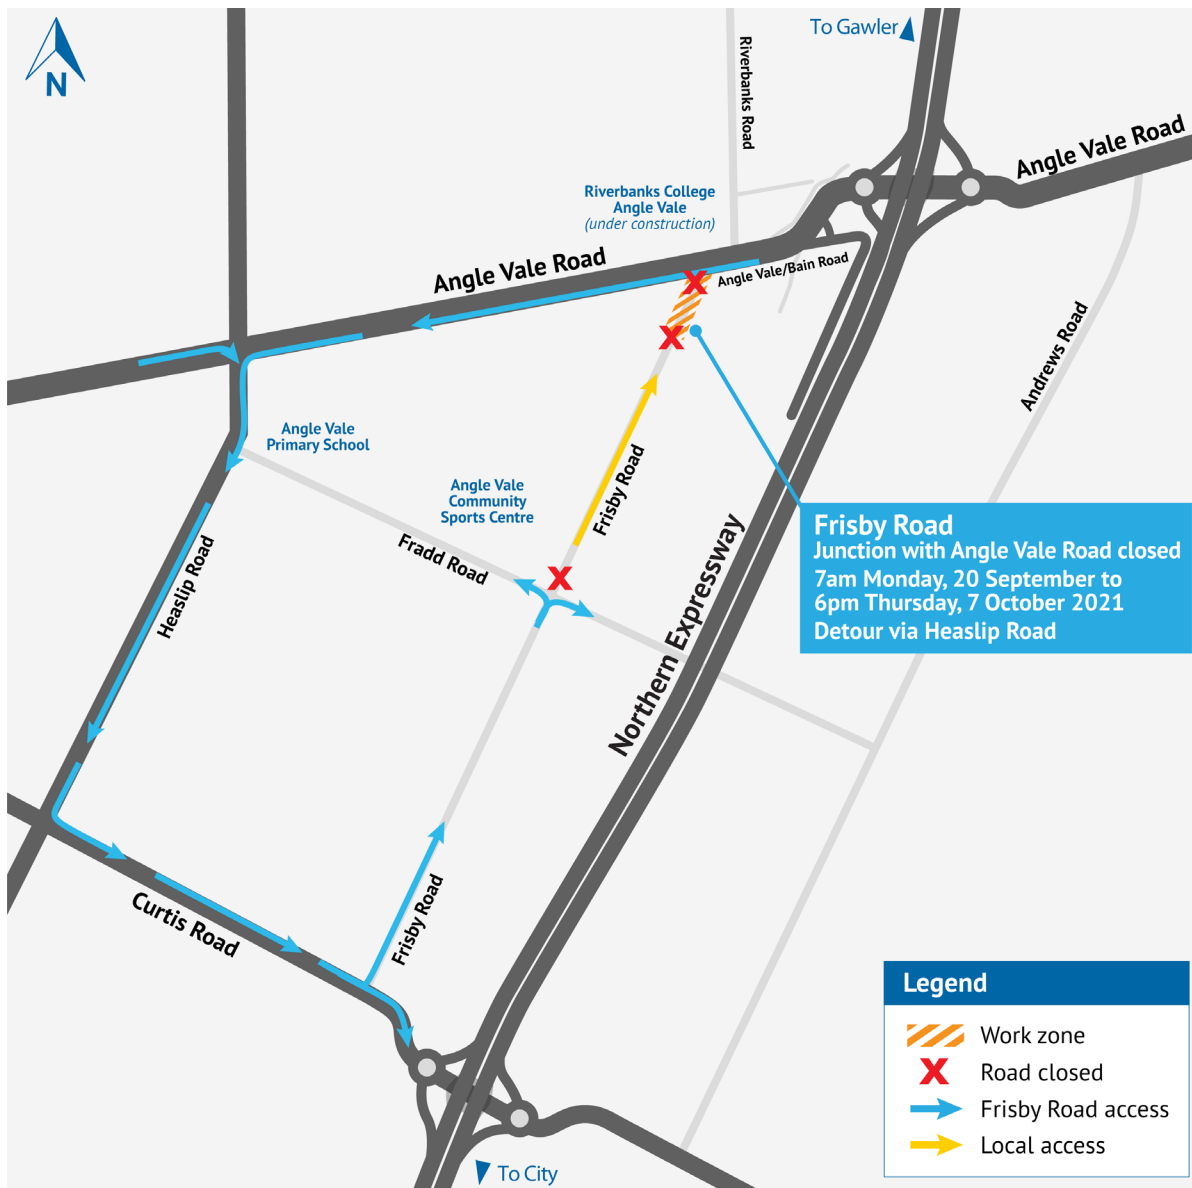 To Gawler
N
Riverbanks Road
Angle Vale Road
Riverbanks College
Angle Vale
(under construction)
Angle Vale Road
Angle Vale/Bain Road
Andrews Road
Angle Vale
Primary School
Angle Vale
Community
Sports Centre
Frisby Road
Fradd Road
Heaslip Road
Northern Expressway
Frisby Road
Junction with Angle Vale Road closed
7am Monday, 20 September to
6pm Thursday, 7 October 2021
Detour via Heaslip Road
Curtis Road
Frisby Road
Legend
Work zone
Road closed
Frisby Road access
Local access
To City